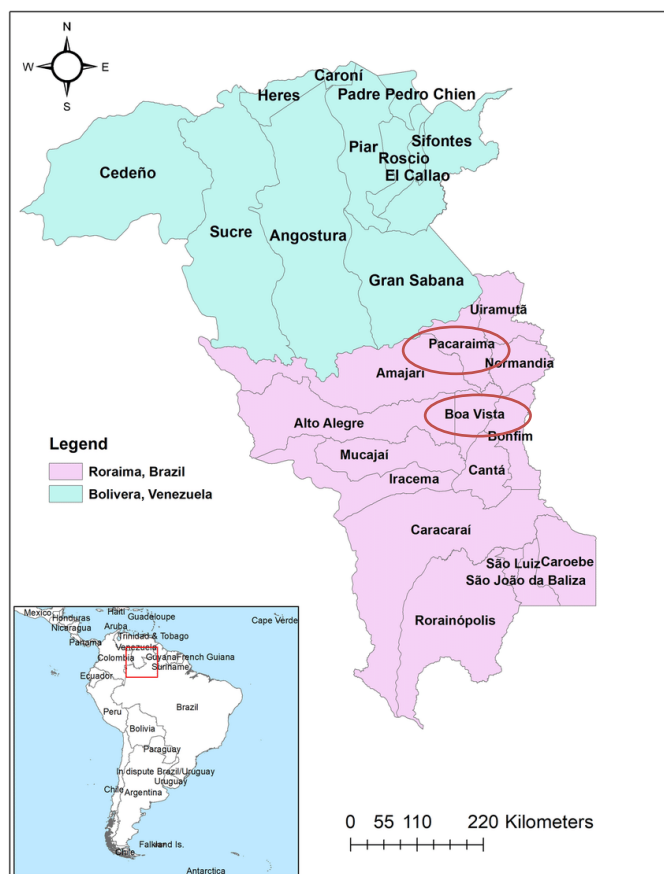 N
W E
S
Caroní
Heres
Padre Pedro Chien
Sifontes
Piar
Roscio
El Callao
Cedeño
Sucre
Angostura
Gran Sabana
Uiramutã
Pacaraima
Normandia
Amajari
Boa Vista
Alto Alegre
Bonfim
Mucajaí
Cantá
Iracema
Caracaraí
São Luiz
Caroebe
São João da Baliza
Rorainópolis
Legend
Roraima, Brazil
Bolivera, Venezuela
Mexico
Haiti
Honduras
Guadeloupe
Cape Verde
Nicaragua
Aruba
Trinidad & Tobago
Panama
Venezuela
Colombia
Guyana
French Guiana
Suriname
Ecuador
Peru
Brazil
Bolivia
Paraguay
In dispute Brazil/Uruguay
Uruguay
Chile
Argentina
Falkland Is.
Chile
Antarctica
0 55 110 220 Kilometers